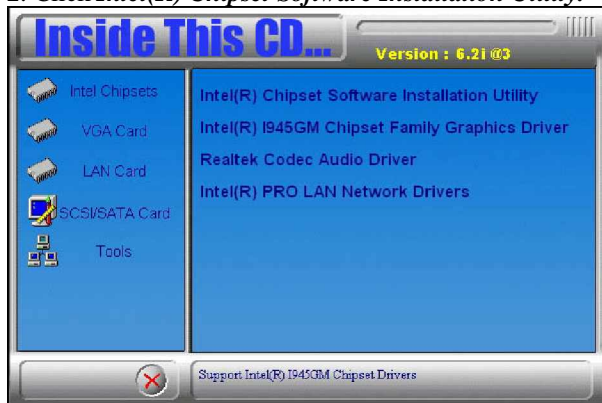 2. Click Intel(R) Chipset Software Installation Utility.
Inside This CD...
Version : 6.2i @3
Intel Chipsets
VGA Card
LAN Card
SCSI/SATA Card
Tools
Intel(R) Chipset Software Installation Utility
Intel(R) I945GM Chipset Family Graphics Driver
Realtek Codec Audio Driver
Intel(R) PRO LAN Network Drivers
Support Intel(R) I945GM Chipset Drivers